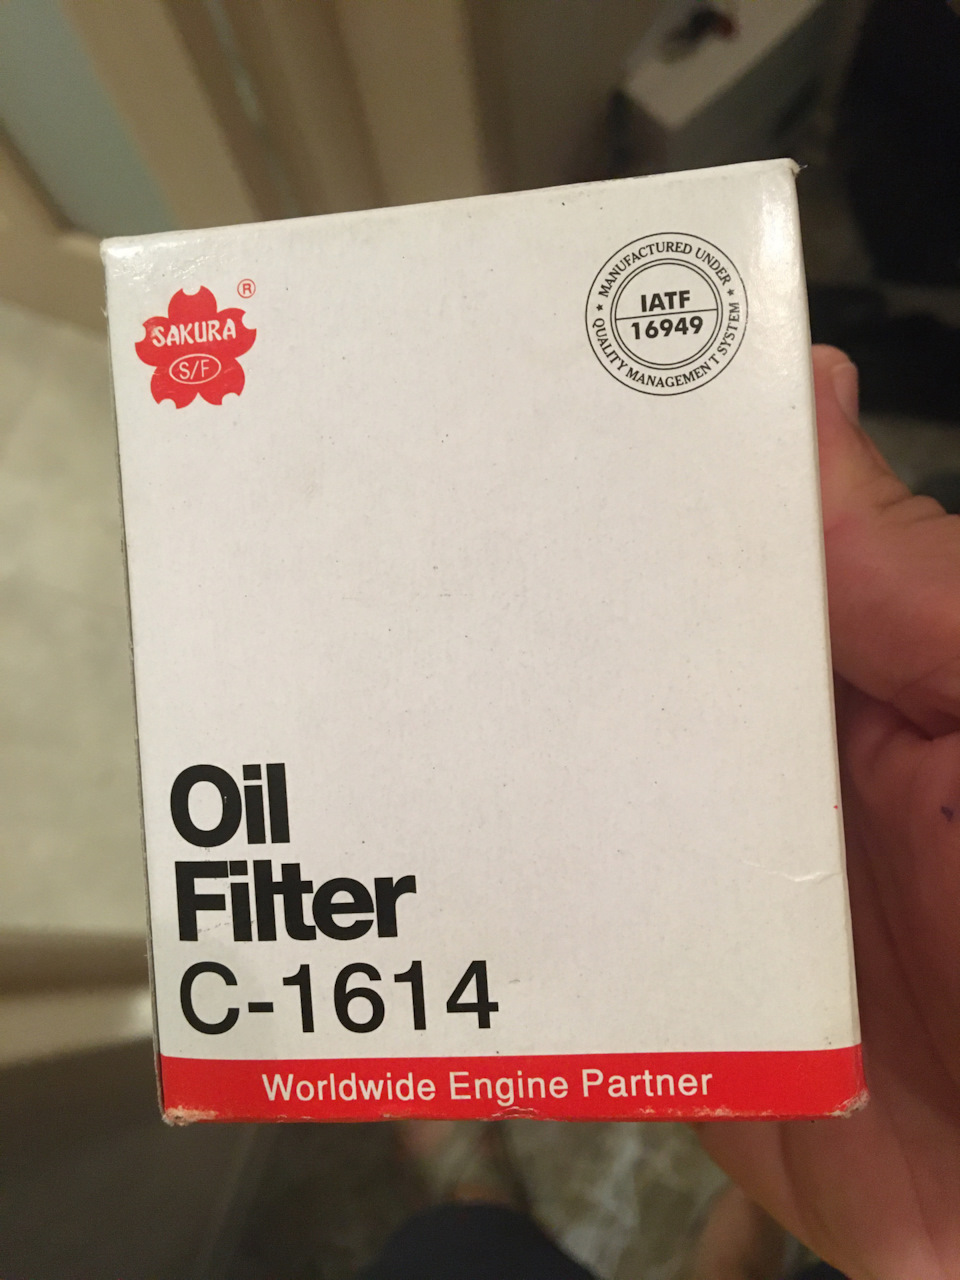 SAKURA
S/F
®
MANUFACTURED UNDER
IATF
16949
QUALITY MANAGEMENT SYSTEM
Oil
Filter
C-1614
Worldwide Engine Partner